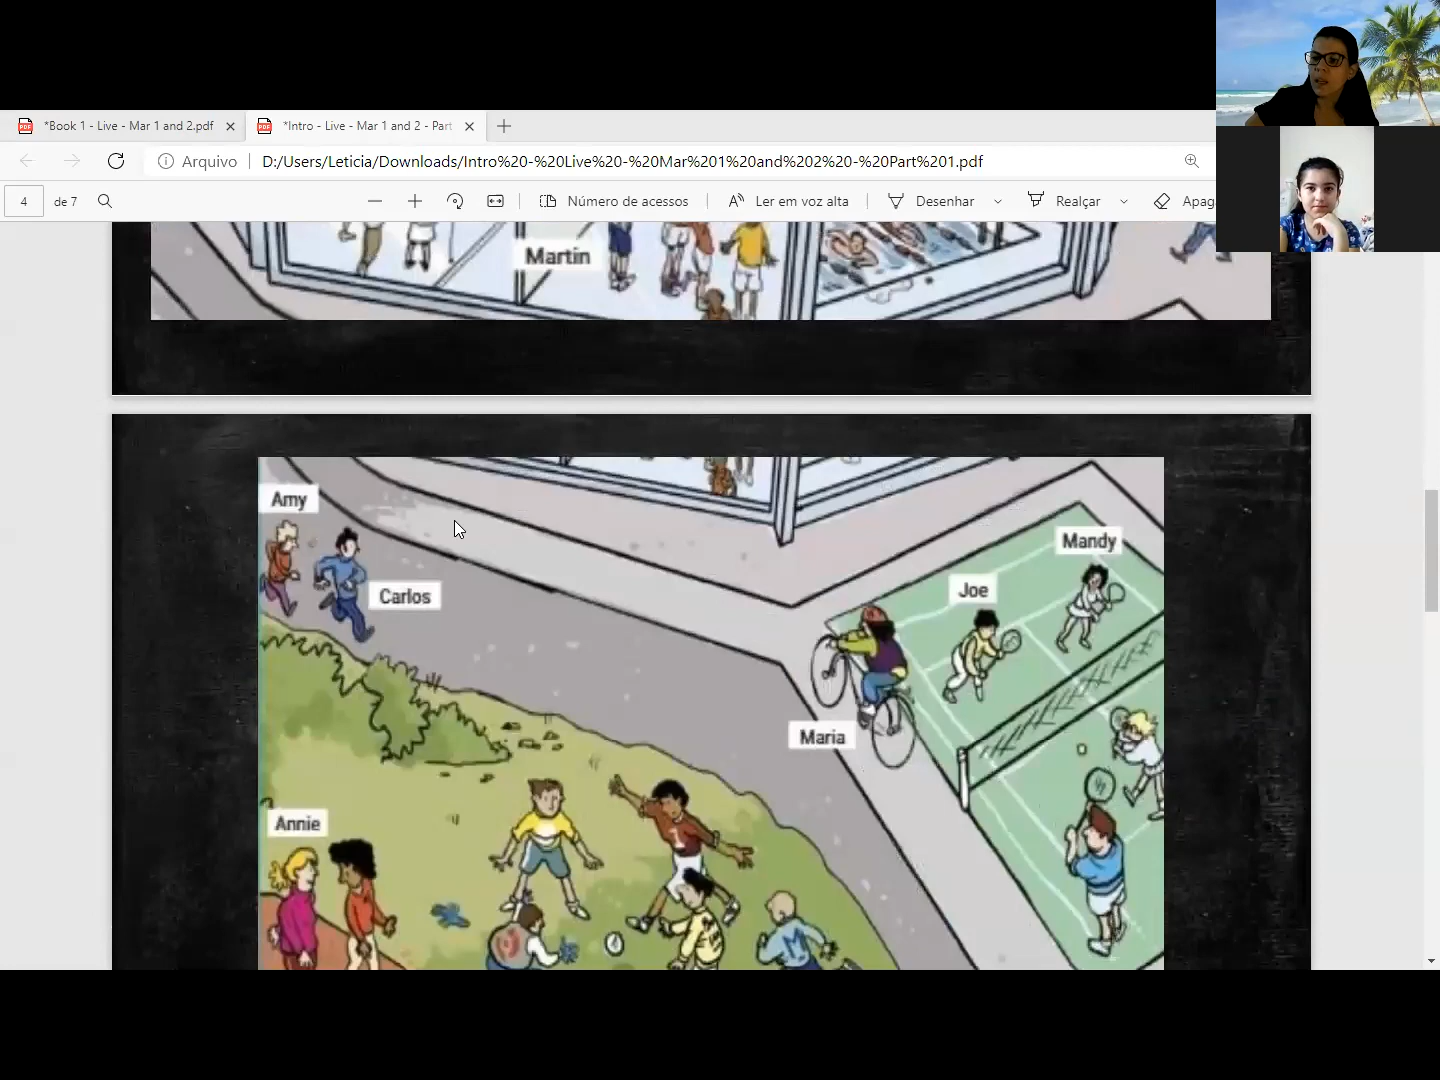 *Book 1 - Live - Mar 1 and 2.pdf
*Intro - Live - Mar 1 and 2 - Part
Arquivo D:/Users/Leticia/Downloads/Intro%20-%20Live%20-%20Mar%201%20and%202%20-%20Part%201.pdf
4 de 7 Número de acessos Ler em voz alta Desenhar Realçar Apag
Martin
Amy
Mandy
Joe
Carlos
Maria
Annie